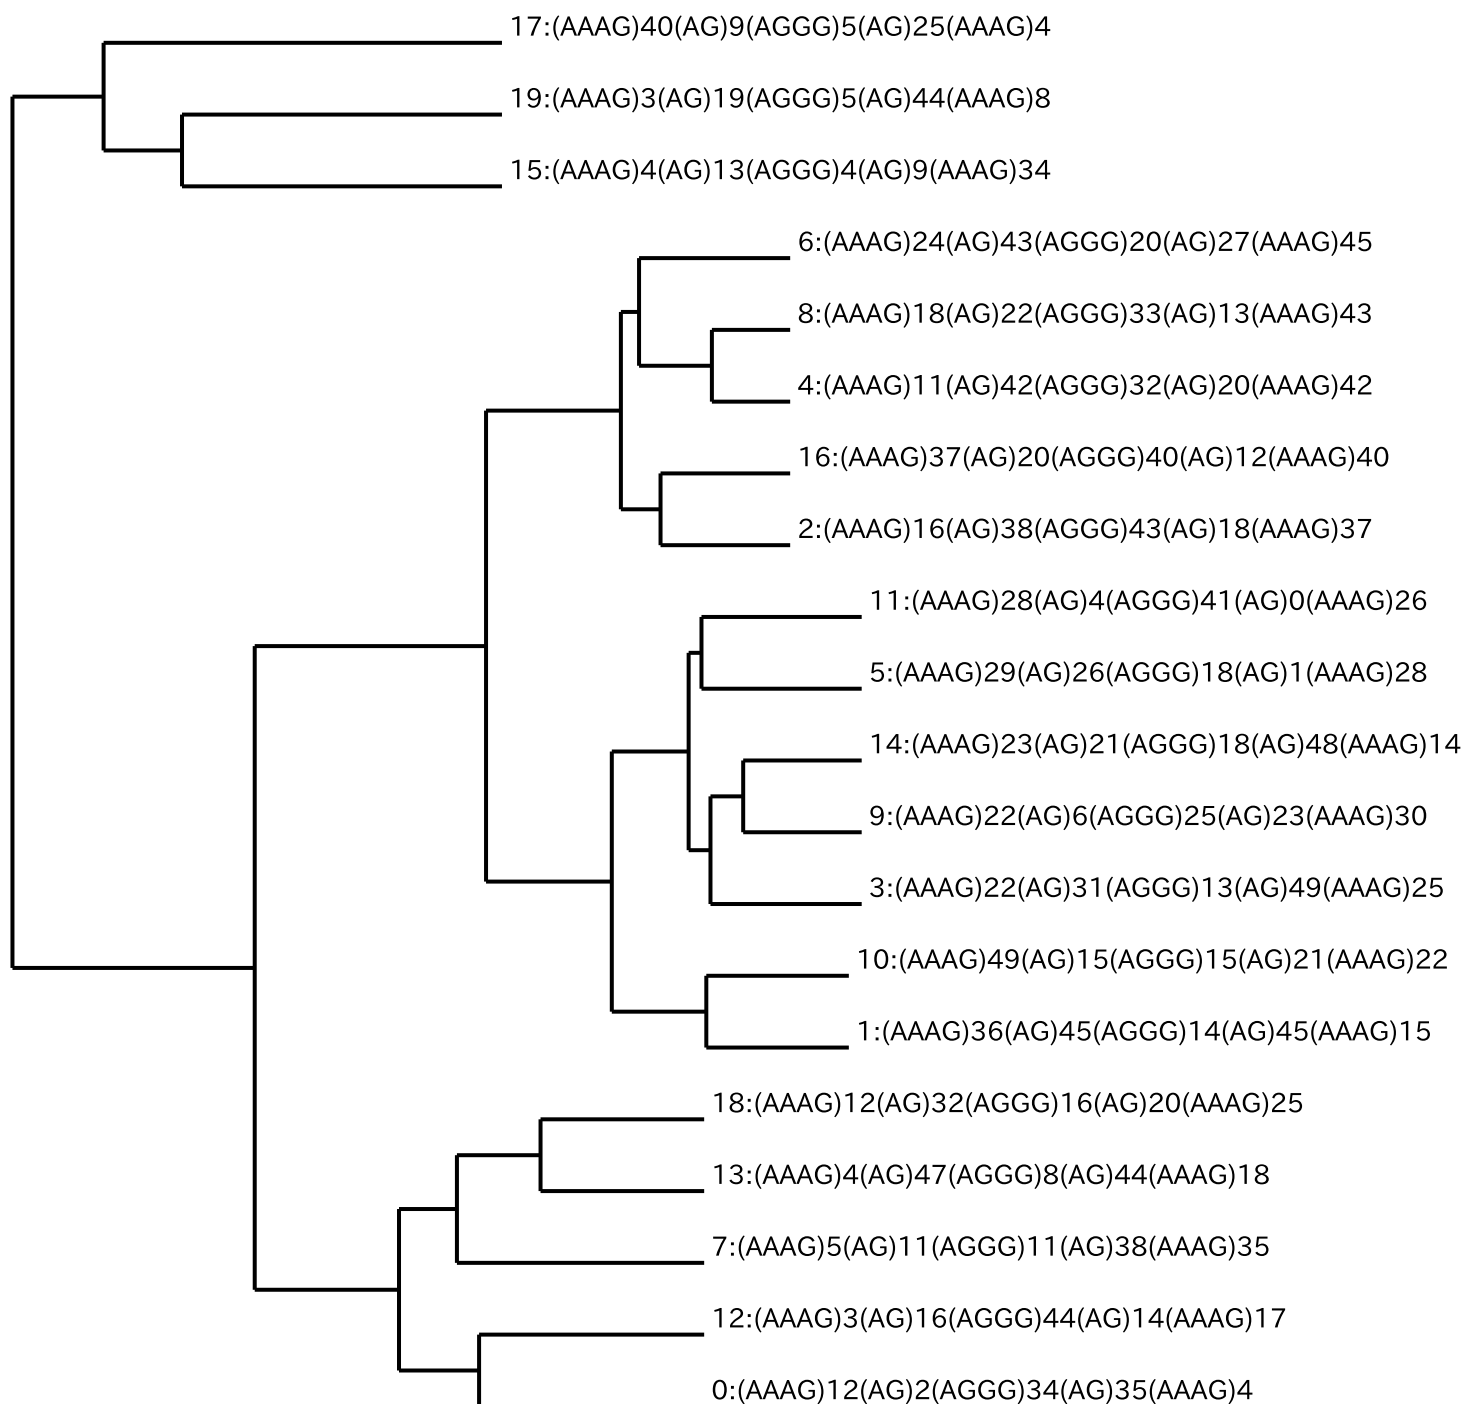 17:(AAAG)40(AG)9(AGGG)5(AG)25(AAAG)4
19:(AAAG)3(AG)19(AGGG)5(AG)44(AAAG)8
15:(AAAG)4(AG)13(AGGG)4(AG)9(AAAG)34
6:(AAAG)24(AG)43(AGGG)20(AG)27(AAAG)45
8:(AAAG)18(AG)22(AGGG)33(AG)13(AAAG)43
4:(AAAG)11(AG)42(AGGG)32(AG)20(AAAG)42
16:(AAAG)37(AG)20(AGGG)40(AG)12(AAAG)40
2:(AAAG)16(AG)38(AGGG)43(AG)18(AAAG)37
11:(AAAG)28(AG)4(AGGG)41(AG)0(AAAG)26
5:(AAAG)29(AG)26(AGGG)18(AG)1(AAAG)28
14:(AAAG)23(AG)21(AGGG)18(AG)48(AAAG)14
9:(AAAG)22(AG)6(AGGG)25(AG)23(AAAG)30
3:(AAAG)22(AG)31(AGGG)13(AG)49(AAAG)25
10:(AAAG)49(AG)15(AGGG)15(AG)21(AAAG)22
1:(AAAG)36(AG)45(AGGG)14(AG)45(AAAG)15
18:(AAAG)12(AG)32(AGGG)16(AG)20(AAAG)25
13:(AAAG)4(AG)47(AGGG)8(AG)44(AAAG)18
7:(AAAG)5(AG)11(AGGG)11(AG)38(AAAG)35
12:(AAAG)3(AG)16(AGGG)44(AG)14(AAAG)17
0:(AAAG)12(AG)2(AGGG)34(AG)35(AAAG)4